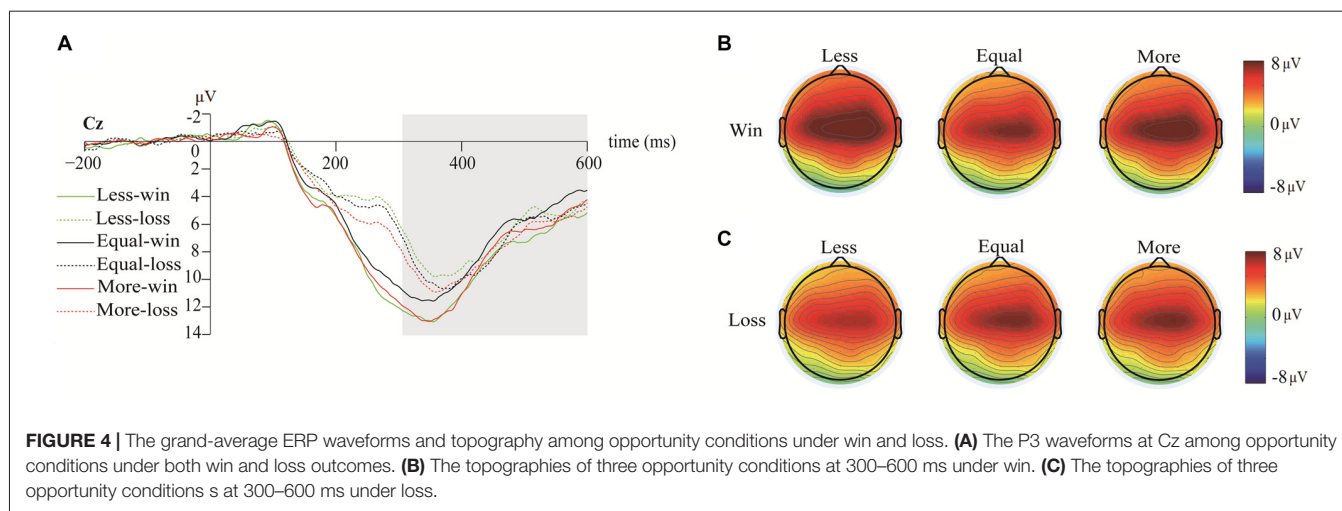 A
µV
Cz
-2
0
2
4
6
8
10
12
14
−200
200
400
600
time (ms)
Less-win
Less-loss
Equal-win
Equal-loss
More-win
More-loss
B
Less
Equal
More
Win
8 µV
0 µV
-8 µV
C
Less
Equal
More
Loss
8 µV
0 µV
-8 µV
FIGURE 4 | The grand-average ERP waveforms and topography among opportunity conditions under win and loss. (A) The P3 waveforms at Cz among opportunity
conditions under both win and loss outcomes. (B) The topographies of three opportunity conditions at 300–600 ms under win. (C) The topographies of three
opportunity conditions s at 300–600 ms under loss.